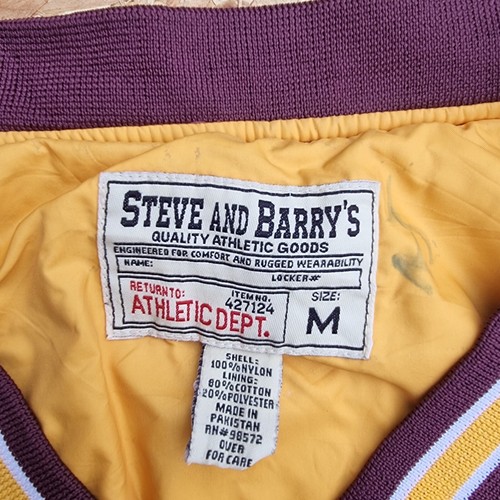 STEVE AND BARRY'S
QUALITY ATHLETIC GOODS
ENGINEERED FOR COMFORT AND RUGGED WEARABILITY
NAME:
LOCKER#
RETURN TO:
ATHLETIC DEPT.
ITEM NO.
427124
SIZE:
M
SHELL:
100% NYLON
LINING:
80% COTTON
20% POLYESTER
MADE IN
PAKISTAN
RN#98572
OVER
FOR CARE